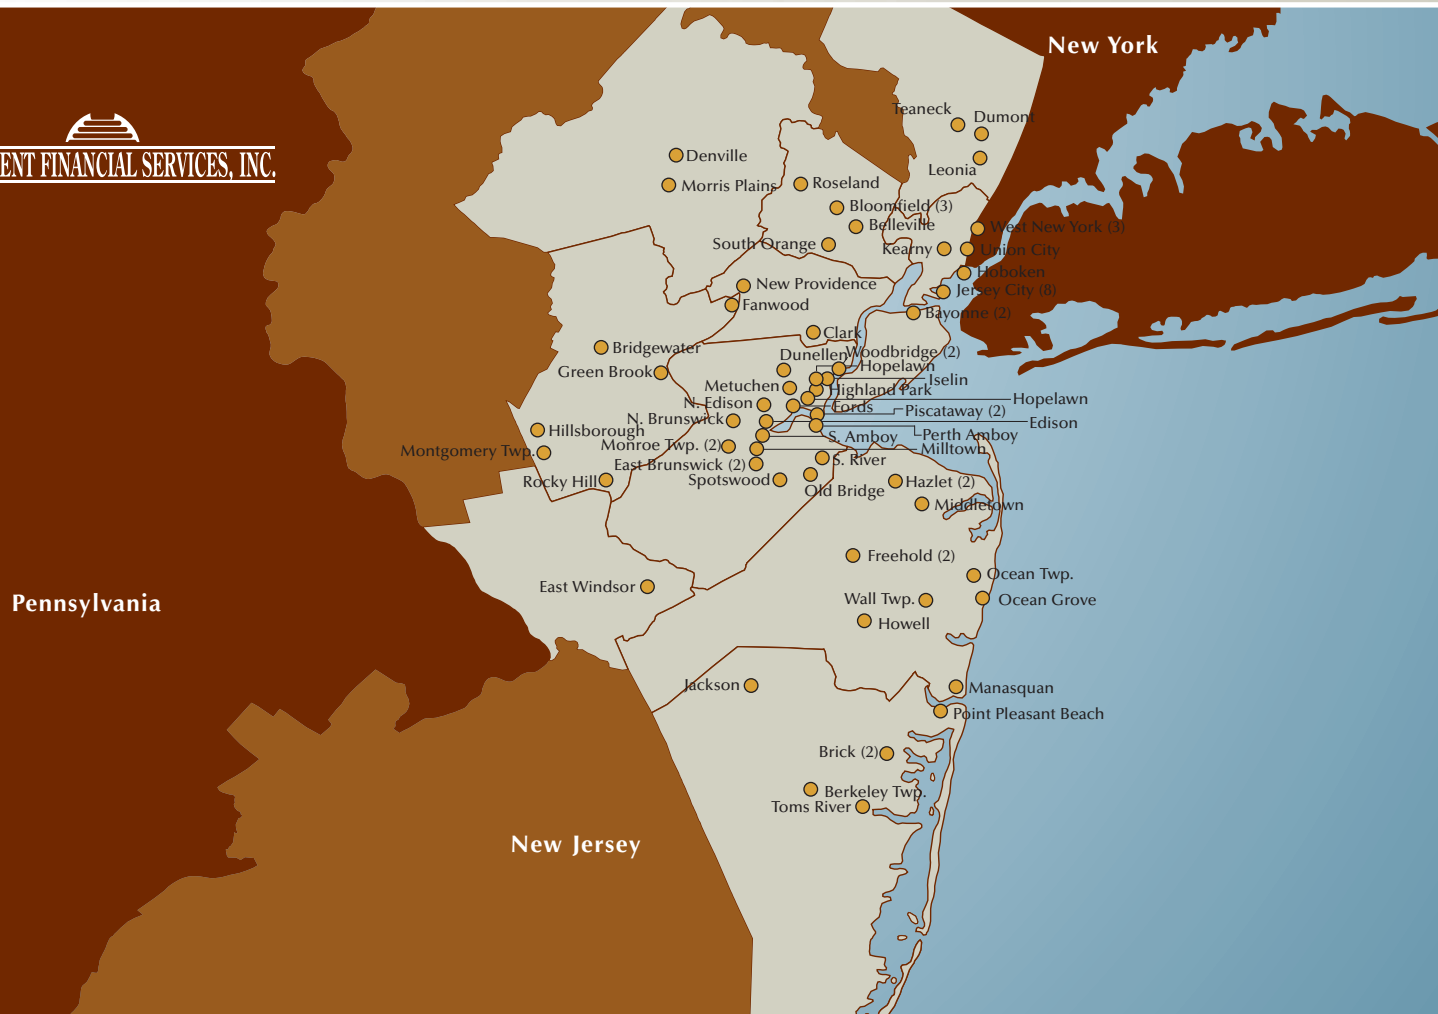 New York
Teaneck
Dumont
ENT FINANCIAL SERVICES, INC.
Denville
Leonia
Morris Plains
Roseland
Bloomfield (3)
Belleville
West New York (3)
South Orange
Kearny
Union City
Hoboken
New Providence
Jersey City (8)
Fanwood
Bayonne (2)
Clark
Bridgewater
Dunellen
Woodbridge (2)
Hopelawn
Green Brook
Iselin
Metuchen
Highland Park
Hopelawn
N. Edison
Fords
Piscataway (2)
N. Brunswick
Edison
Hillsborough
Perth Amboy
S. Amboy
Monroe Twp. (2)
Milltown
Montgomery Twp.
S. River
East Brunswick (2)
Spotswood
Rocky Hill
Hazlet (2)
Old Bridge
Middletown
Freehold (2)
Ocean Twp.
East Windsor
Wall Twp.
Ocean Grove
Pennsylvania
Howell
Jackson
Manasquan
Point Pleasant Beach
Brick (2)
Berkeley Twp.
Toms River
New Jersey